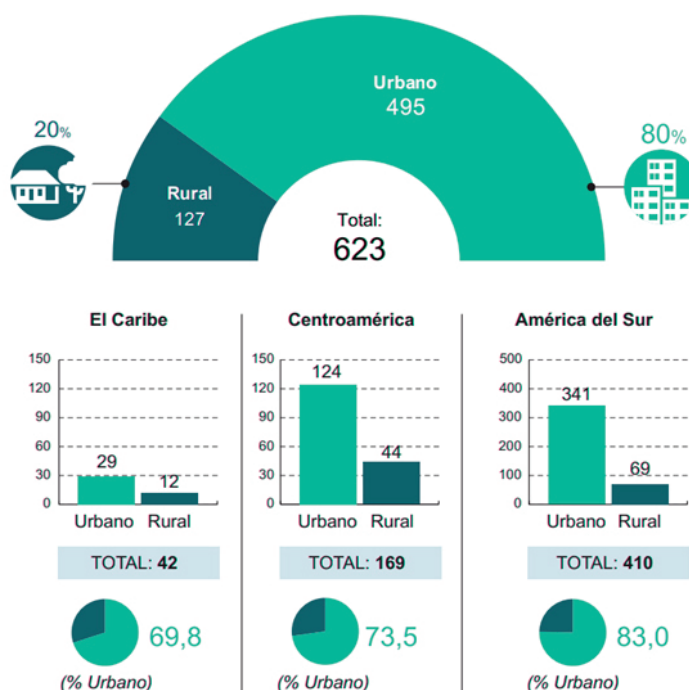 Urbano
495
20%
80%
Rural
127
Total:
623
El Caribe
150
120
90
60
30
0
29
12
Urbano Rural
TOTAL: 42
69,8
(% Urbano)
Centroamérica
150
120
90
60
30
0
124
44
Urbano Rural
TOTAL: 169
73,5
(% Urbano)
América del Sur
500
400
300
200
100
0
341
69
Urbano Rural
TOTAL: 410
83,0
(% Urbano)